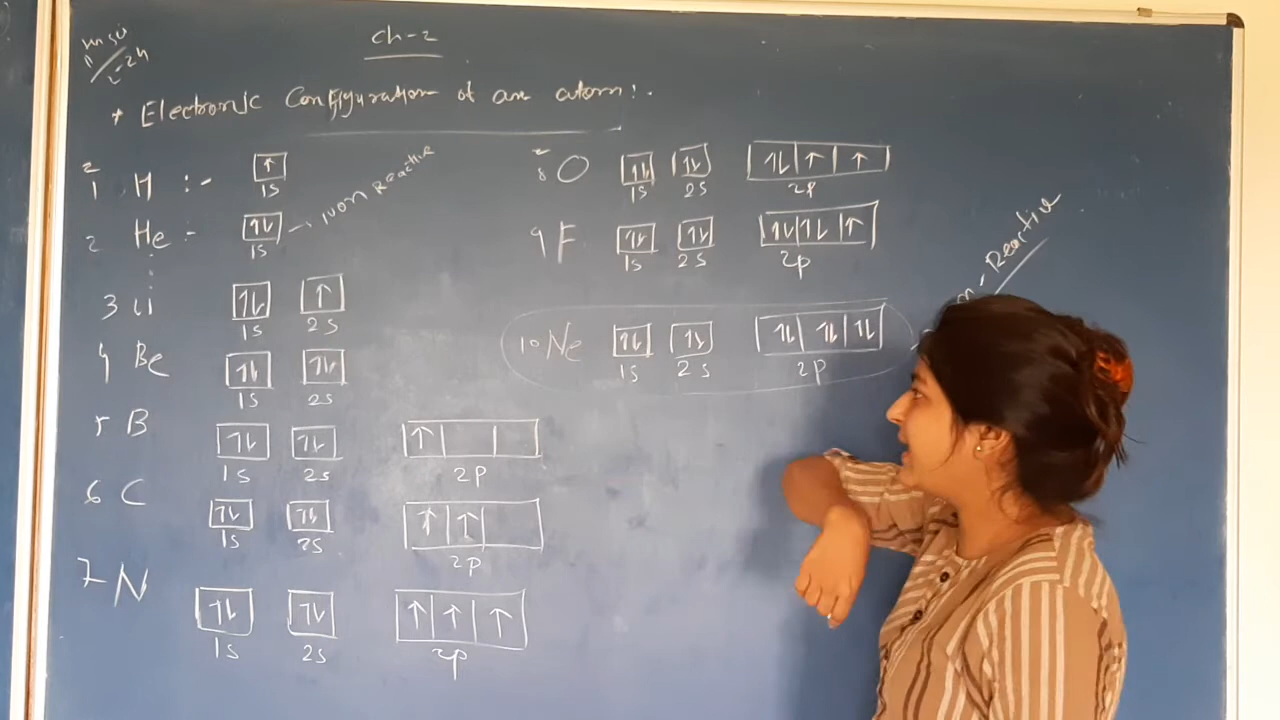 Ch-2
* Electronic Configuration of an atom:.
1 H :-
↑
1s
→ non Reactive
2 He :-
↑↓
1s
3 Li
↑↓ ↑
1s 2s
4 Be
↑↓ ↑↓
1s 2s
5 B
↑↓ ↑↓ ↑
1s 2s 2p
6 C
↑↓ ↑↓ ↑ ↑
1s 2s 2p
7 N
↑↓ ↑↓ ↑ ↑ ↑
1s 2s 2p
8 O ↑↓ ↑↓ ↑↓ ↑ ↑
1s 2s 2p
9 F ↑↓ ↑↓ ↑↓ ↑↓ ↑
1s 2s 2p
- Reactive
10 Ne ↑↓ ↑↓ ↑↓ ↑↓ ↑↓
1s 2s 2p